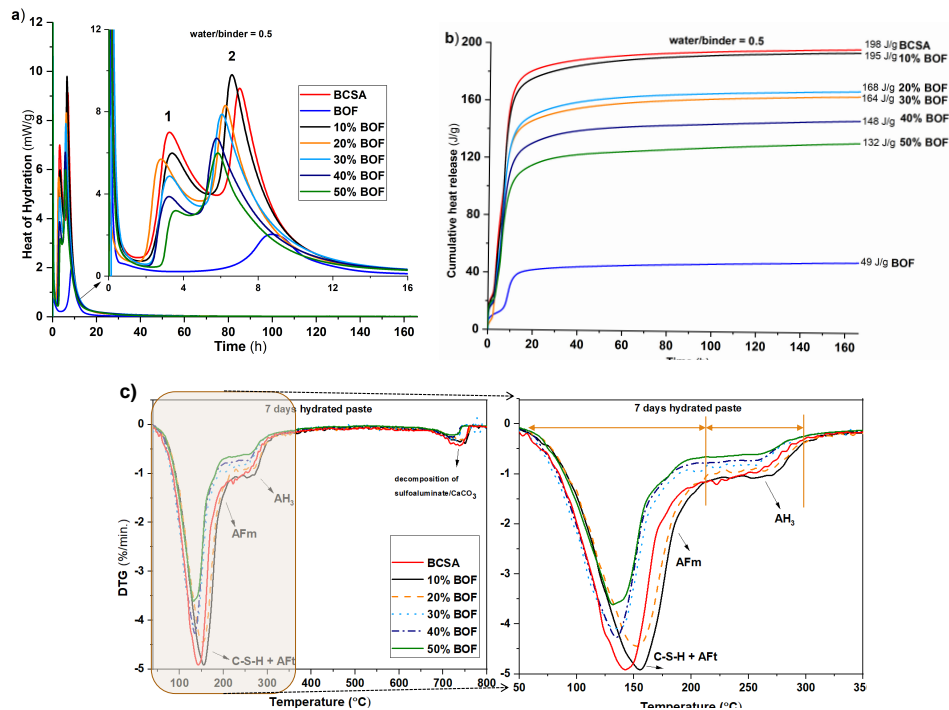 a)
12
10
8
6
4
2
0
Heat of Hydration (mW/g)
0 20 40 60 80 100 120 140 160
Time (h)
water/binder = 0.5
12
8
4
0
0 4 8 12 16
1
2
BCSA
BOF
10% BOF
20% BOF
30% BOF
40% BOF
50% BOF
b)
water/binder = 0.5
200
160
120
80
40
0
Cumulative heat release (J/g)
0 20 40 60 80 100 120 140 160
198 J/g BCSA
195 J/g 10% BOF
168 J/g 20% BOF
164 J/g 30% BOF
148 J/g 40% BOF
132 J/g 50% BOF
49 J/g BOF
c)
7 days hydrated paste
0
-1
-2
-3
-4
-5
DTG (%/min.)
100 200 300 400 500 600 700 800
Temperature (°C)
AH3
AFm
C-S-H + AFt
decomposition of
sulfoaluminate/CaCO3
BCSA
10% BOF
20% BOF
30% BOF
40% BOF
50% BOF
7 days hydrated paste
0
-1
-2
-3
-4
-5
50 100 150 200 250 300 35
Temperature (°C)
AH3
AFm
C-S-H + AFt